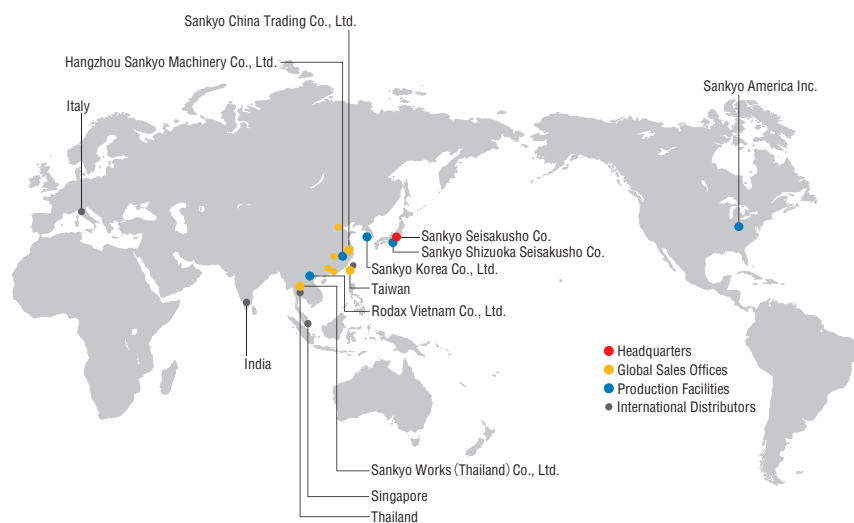 Sankyo China Trading Co., Ltd.
Hangzhou Sankyo Machinery Co., Ltd.
Sankyo America Inc.
Italy
Sankyo Seisakusho Co.
Sankyo Shizuoka Seisakusho Co.
Sankyo Korea Co., Ltd.
Taiwan
Rodax Vietnam Co., Ltd.
India
Headquarters
Global Sales Offices
Production Facilities
International Distributors
Sankyo Works (Thailand) Co., Ltd.
Singapore
Thailand